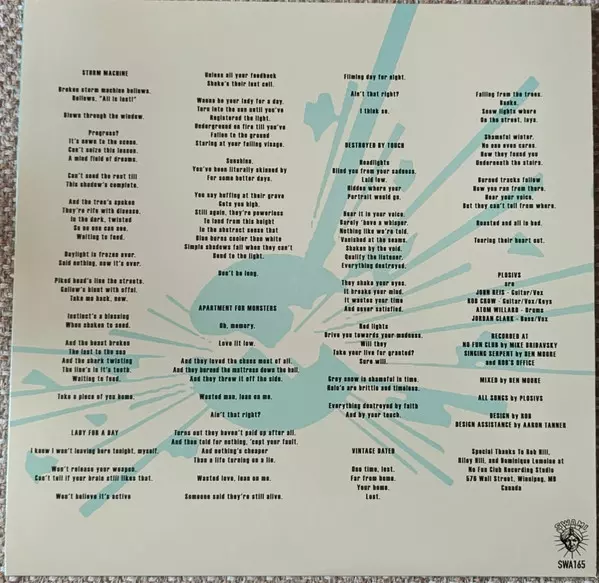 STORM MACHINE
Broken storm machine bellows.
Bellows, "All is lost!"
Blows through the window.
Progress?
It's news to the ocean.
Can't seize this lesson.
A mind field of dreams.
Can't need the rest till
This shadow's complete.
And the tree's spoken
They're rife with disease.
In the dark, twisted
So no one can see.
Waiting to feed.
Daylight is frozen over.
Said nothing, now it's over.
Piked head's line the streets.
Gallow's blent with offal.
Take me back, now.
Instinct's a blessing
When shaken to send.
And the beast broken
The last to the sea
And the shark twisting
The lion's in it's teeth
Waiting to feed.
Take a piece of you home.
LADY FOR A DAY
I know I won't leaving here tonight, myself.
Won't release your weapon.
Can't tell if your brain still likes that.
Won't believe it's active
Unless all your feedback
Shake's their last cell.
Wanna be your lady for a day.
Torn into the sun until you've
Registered the light.
Underground on fire till you've
Fallen to the ground
Staring at your failing visage.
Sunshine.
You've been literally skinned by
For some better days.
You say heffing at their grave
Gets you high.
Still again, they're powerless
To land from this height
In the abstract sense that
Dion burns cooler than white
Simple shadows fall when they can't
Bend to the light.
Don't be long.
APARTMENT FOR MONSTERS
Oh, memory.
Love lit low.
And they loved the chaos most of all.
And they burned the mattress down the hall.
And they threw it off the side.
Wasted man, lean on me.
Ain't that right?
Turns out they haven't paid up after all.
And then told for nothing, 'cept your fault.
And nothing's cheaper
Than a life turning on a lie.
Wasted love, lean on me.
Someone said they're still alive.
Filming day for night.
Ain't that right?
I think so.
DESTROYED BY TOUCH
Headlights
Blind you from your sadness.
Laid low.
Hidden where your
Portrait would go.
Hear it in your voice.
Barely 'have a whisper.
Nothing like we're told.
Vanished at the seams.
Shaken by the void.
Qualify the listener.
Everything destroyed.
They shake your eyes.
It breaks your mind.
It wastes your time
And never satisfied.
Red lights
Drive you towards your madness.
Will they
Take your live for granted?
Sure will.
Grey snow is shameful in time.
Halo's are brittle and timeless.
Everything destroyed by faith
And by your touch.
VINTAGE DATED
One time, lost.
Far from home.
Your home.
Lost.
Falling from the trees.
Banks.
Snow lights where
On the street, lays.
Shameful winter.
No one even cares.
How they found you
Underneath the stairs.
Burned tracks follow
How you ran from there.
Hear your voice.
But they can't tell from where.
Roasted and all is bad.
Tearing their heart out.
PLOSIVS
are
JOHN REIS - Guitar/Vox
ROB CROW - Guitar/Vox/Keys
ATOM WILLARD - Drums
JORDAN CLARK - Bass/Vox
RECORDED AT
NO FUN CLUB by MIKE BRIDAVSKY
SINGING SERPENT by BEN MOORE
and ROB'S OFFICE
MIXED BY BEN MOORE
ALL SONGS by PLOSIVS
DESIGN by ROB
DESIGN ASSISTANCE by AARON TANNER
Special Thanks To Rob Hill,
Riley Hill, and Dominique Lemoine at
No Fun Club Recording Studio
576 Wall Street, Winnipeg, MB
Canada
SWAMI
SWA165